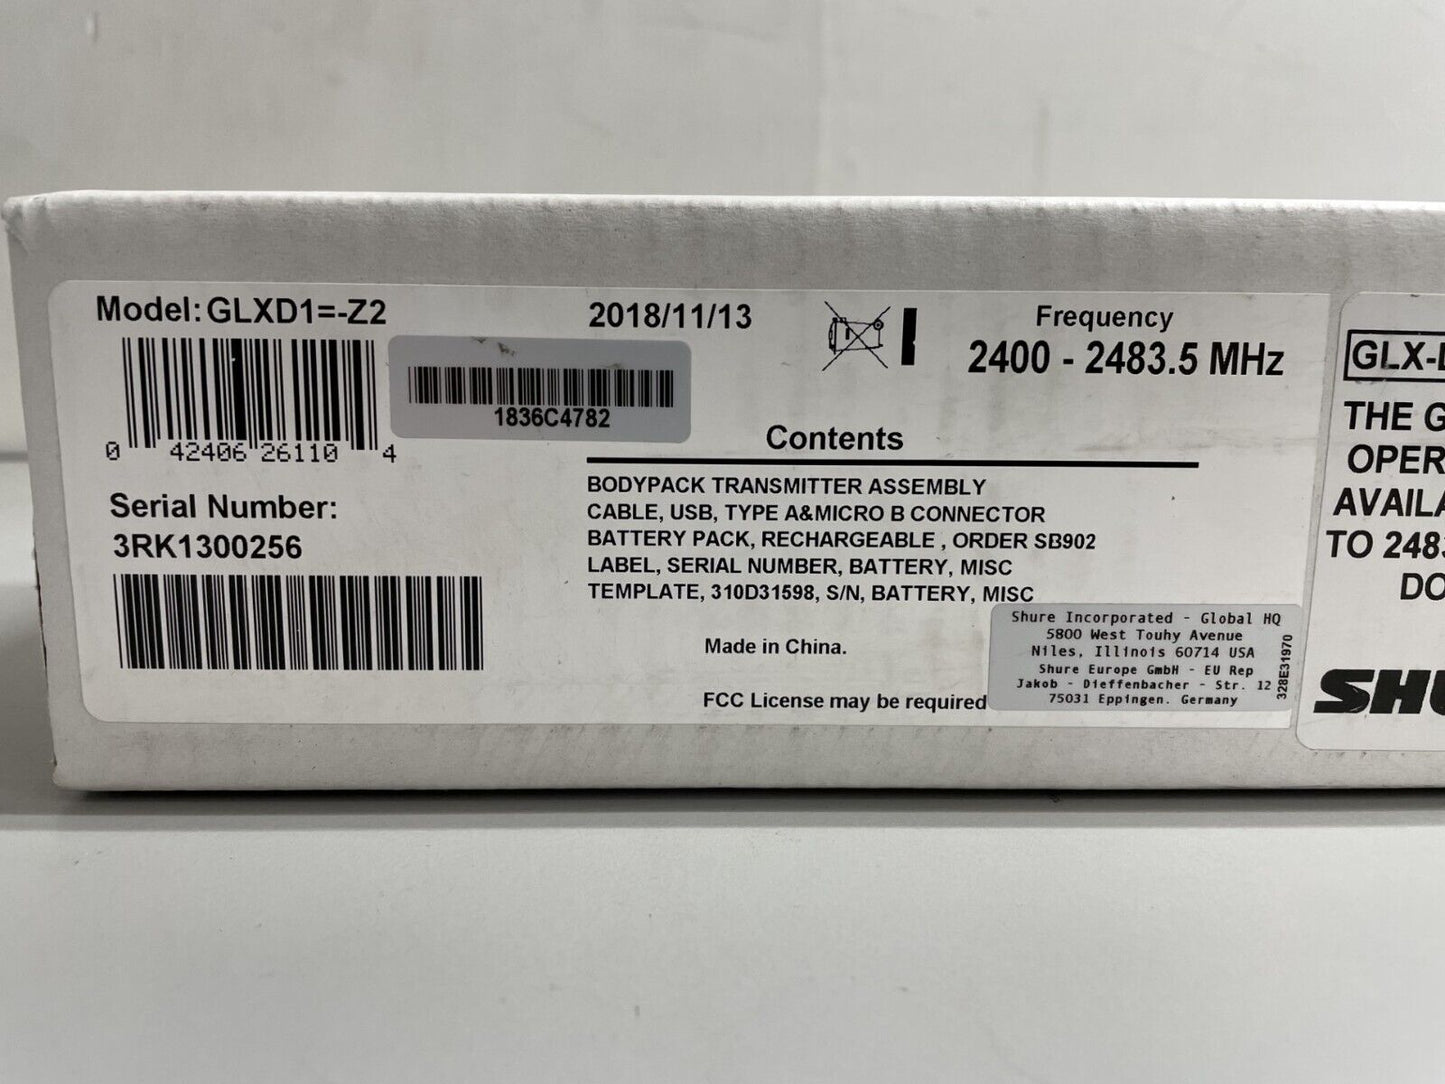 Model:GLXD1=-Z2
0 42406 26110 4
1836C4782
Serial Number:
3RK1300256
2018/11/13
Frequency
2400 - 2483.5 MHz
Contents
BODYPACK TRANSMITTER ASSEMBLY
CABLE, USB, TYPE A&MICRO B CONNECTOR
BATTERY PACK, RECHARGEABLE , ORDER SB902
LABEL, SERIAL NUMBER, BATTERY, MISC
TEMPLATE, 310D31598, S/N, BATTERY, MISC
Made in China.
FCC License may be required
Shure Incorporated - Global HQ
5800 West Touhy Avenue
Niles, Illinois 60714 USA
Shure Europe GmbH - EU Rep
Jakob - Dieffenbacher - Str. 12
75031 Eppingen. Germany
328E31970
GLX-
THE G
OPER
AVAILA
TO 248
DO
SHU